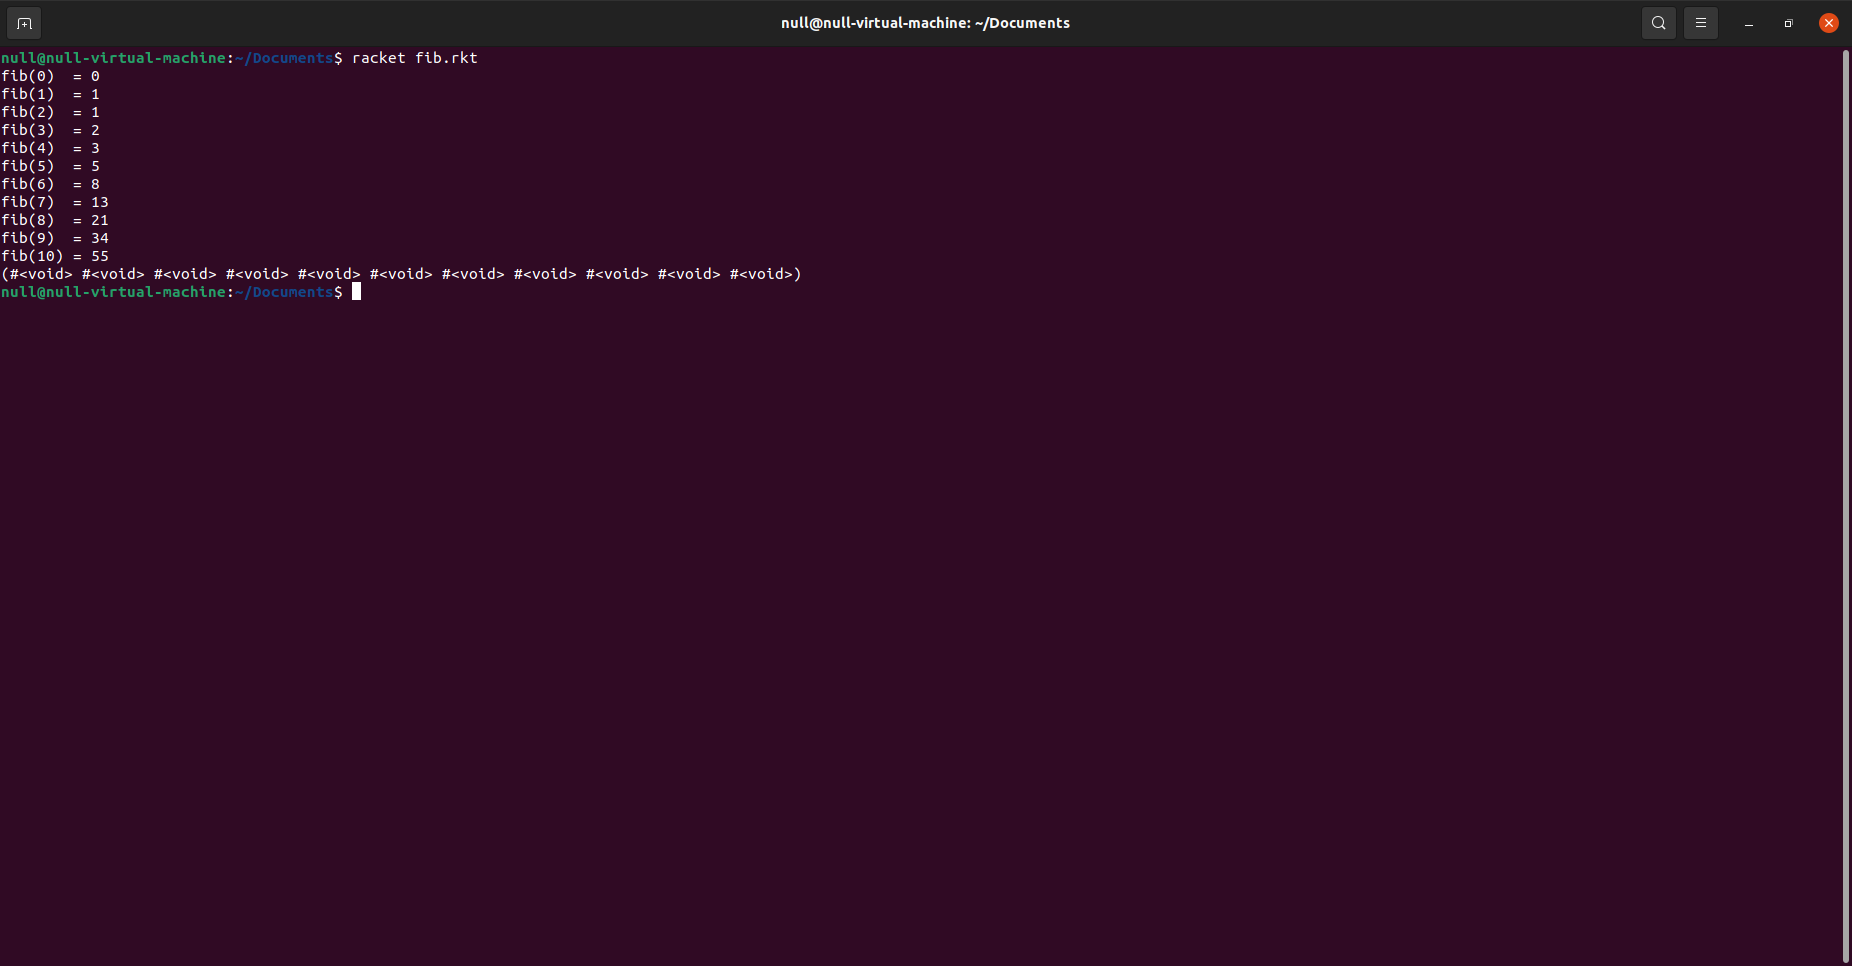 null@null-virtual-machine: ~/Documents
null@null-virtual-machine:~/Documents$ racket fib.rkt
fib(0)  = 0
fib(1)  = 1
fib(2)  = 1
fib(3)  = 2
fib(4)  = 3
fib(5)  = 5
fib(6)  = 8
fib(7)  = 13
fib(8)  = 21
fib(9)  = 34
fib(10) = 55
(#<void> #<void> #<void> #<void> #<void> #<void> #<void> #<void> #<void> #<void> #<void>)
null@null-virtual-machine:~/Documents$